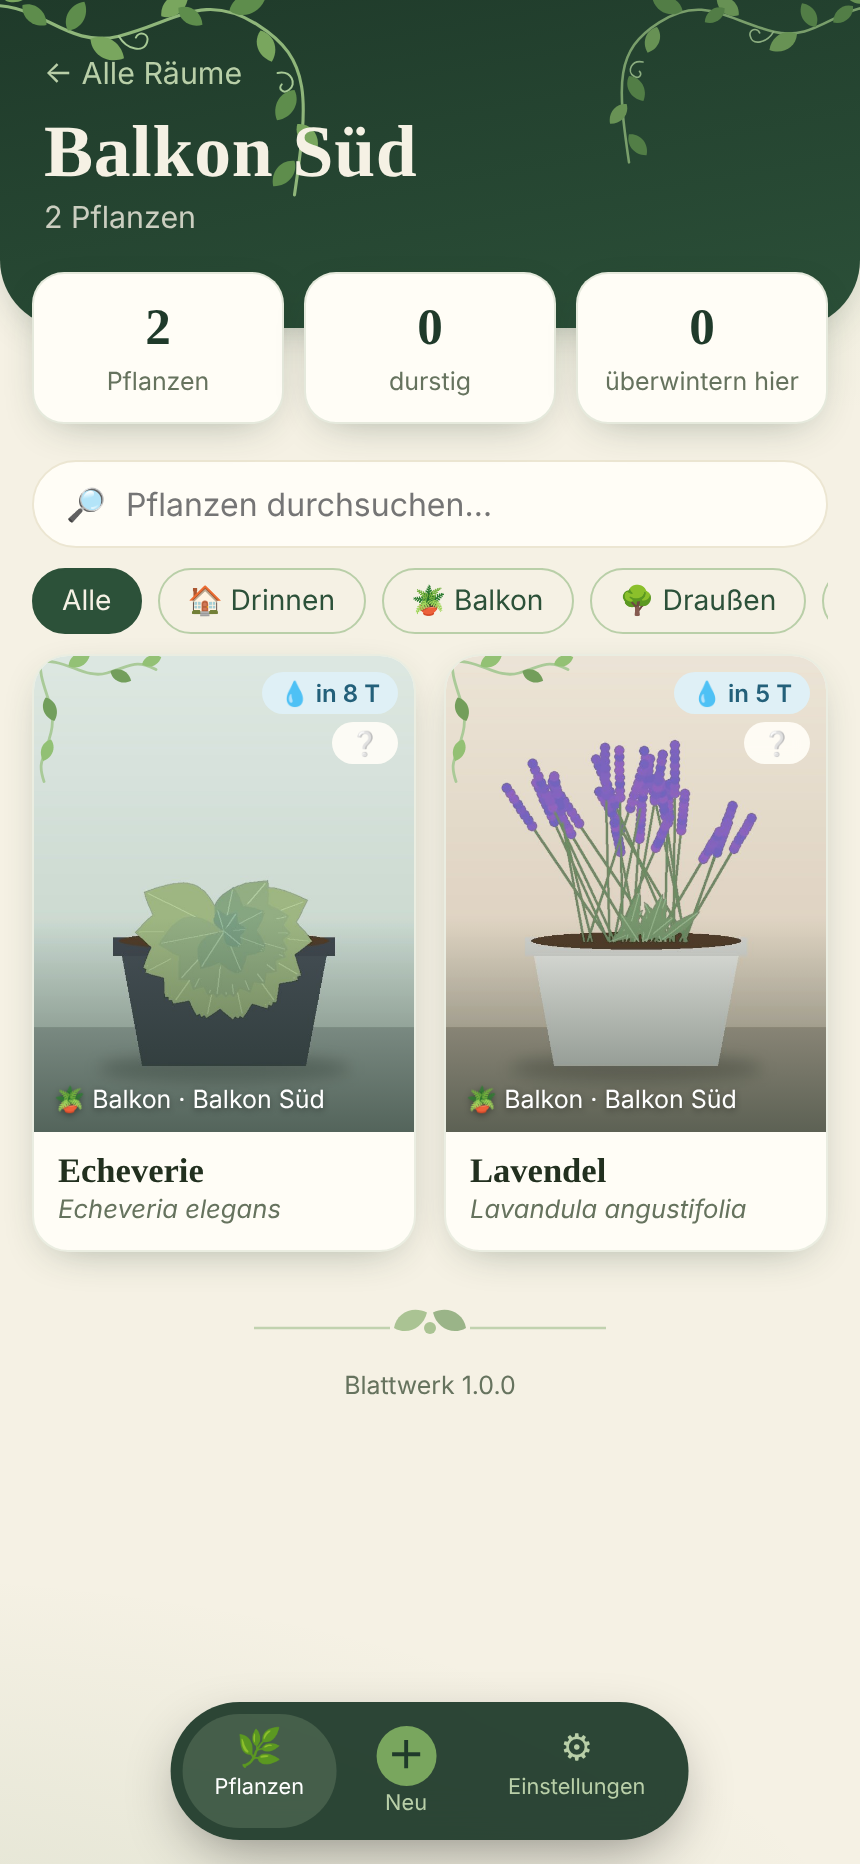 ← Alle Räume
Balkon Süd
2 Pflanzen
2
Pflanzen
0
durstig
0
überwintern hier
🔎 Pflanzen durchsuchen...
Alle
🏠 Drinnen
🪴 Balkon
🌳 Draußen
💧 in 8 T
❔
🪴 Balkon · Balkon Süd
Echeverie
Echeveria elegans
💧 in 5 T
❔
🪴 Balkon · Balkon Süd
Lavendel
Lavandula angustifolia
Blattwerk 1.0.0
🌿 Pflanzen
+ Neu
⚙ Einstellungen